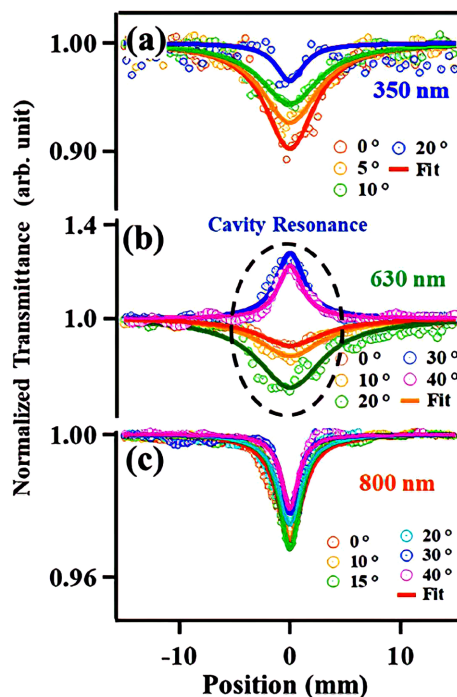 Normalized Transmittance (arb. unit)
(a)
1.00
0.90
350 nm
0 °
5 °
10 °
20 °
Fit
(b)
Cavity Resonance
1.4
1.0
630 nm
0 °
10 °
20 °
30 °
40 °
Fit
(c)
1.00
0.96
800 nm
0 °
10 °
15 °
20 °
30 °
40 °
Fit
-10 0 10
Position (mm)